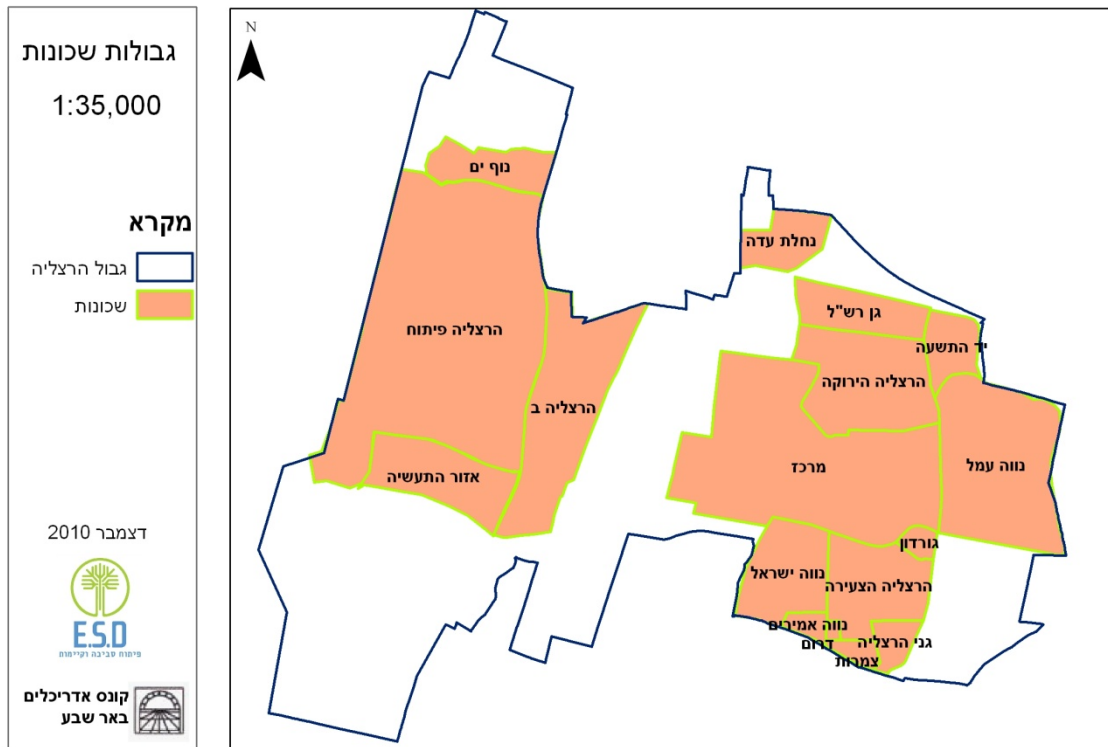 גבולות שכונות
1:35,000
מקרא
גבול הרצליה
שכונות
דצמבר 2010
E.S.D
פיתוח סביבה וקיימות
קונס אדריכלים
באר שבע
N
נוף ים
נחלת עדה
גן רש"ל
הרצליה פיתוח
יד התשעה
הרצליה הירוקה
הרצליה ב
מרכז
נווה עמל
אזור התעשיה
גורדון
נווה ישראל
הרצליה הצעירה
נווה אמירים
דרום
גני הרצליה
צמרות